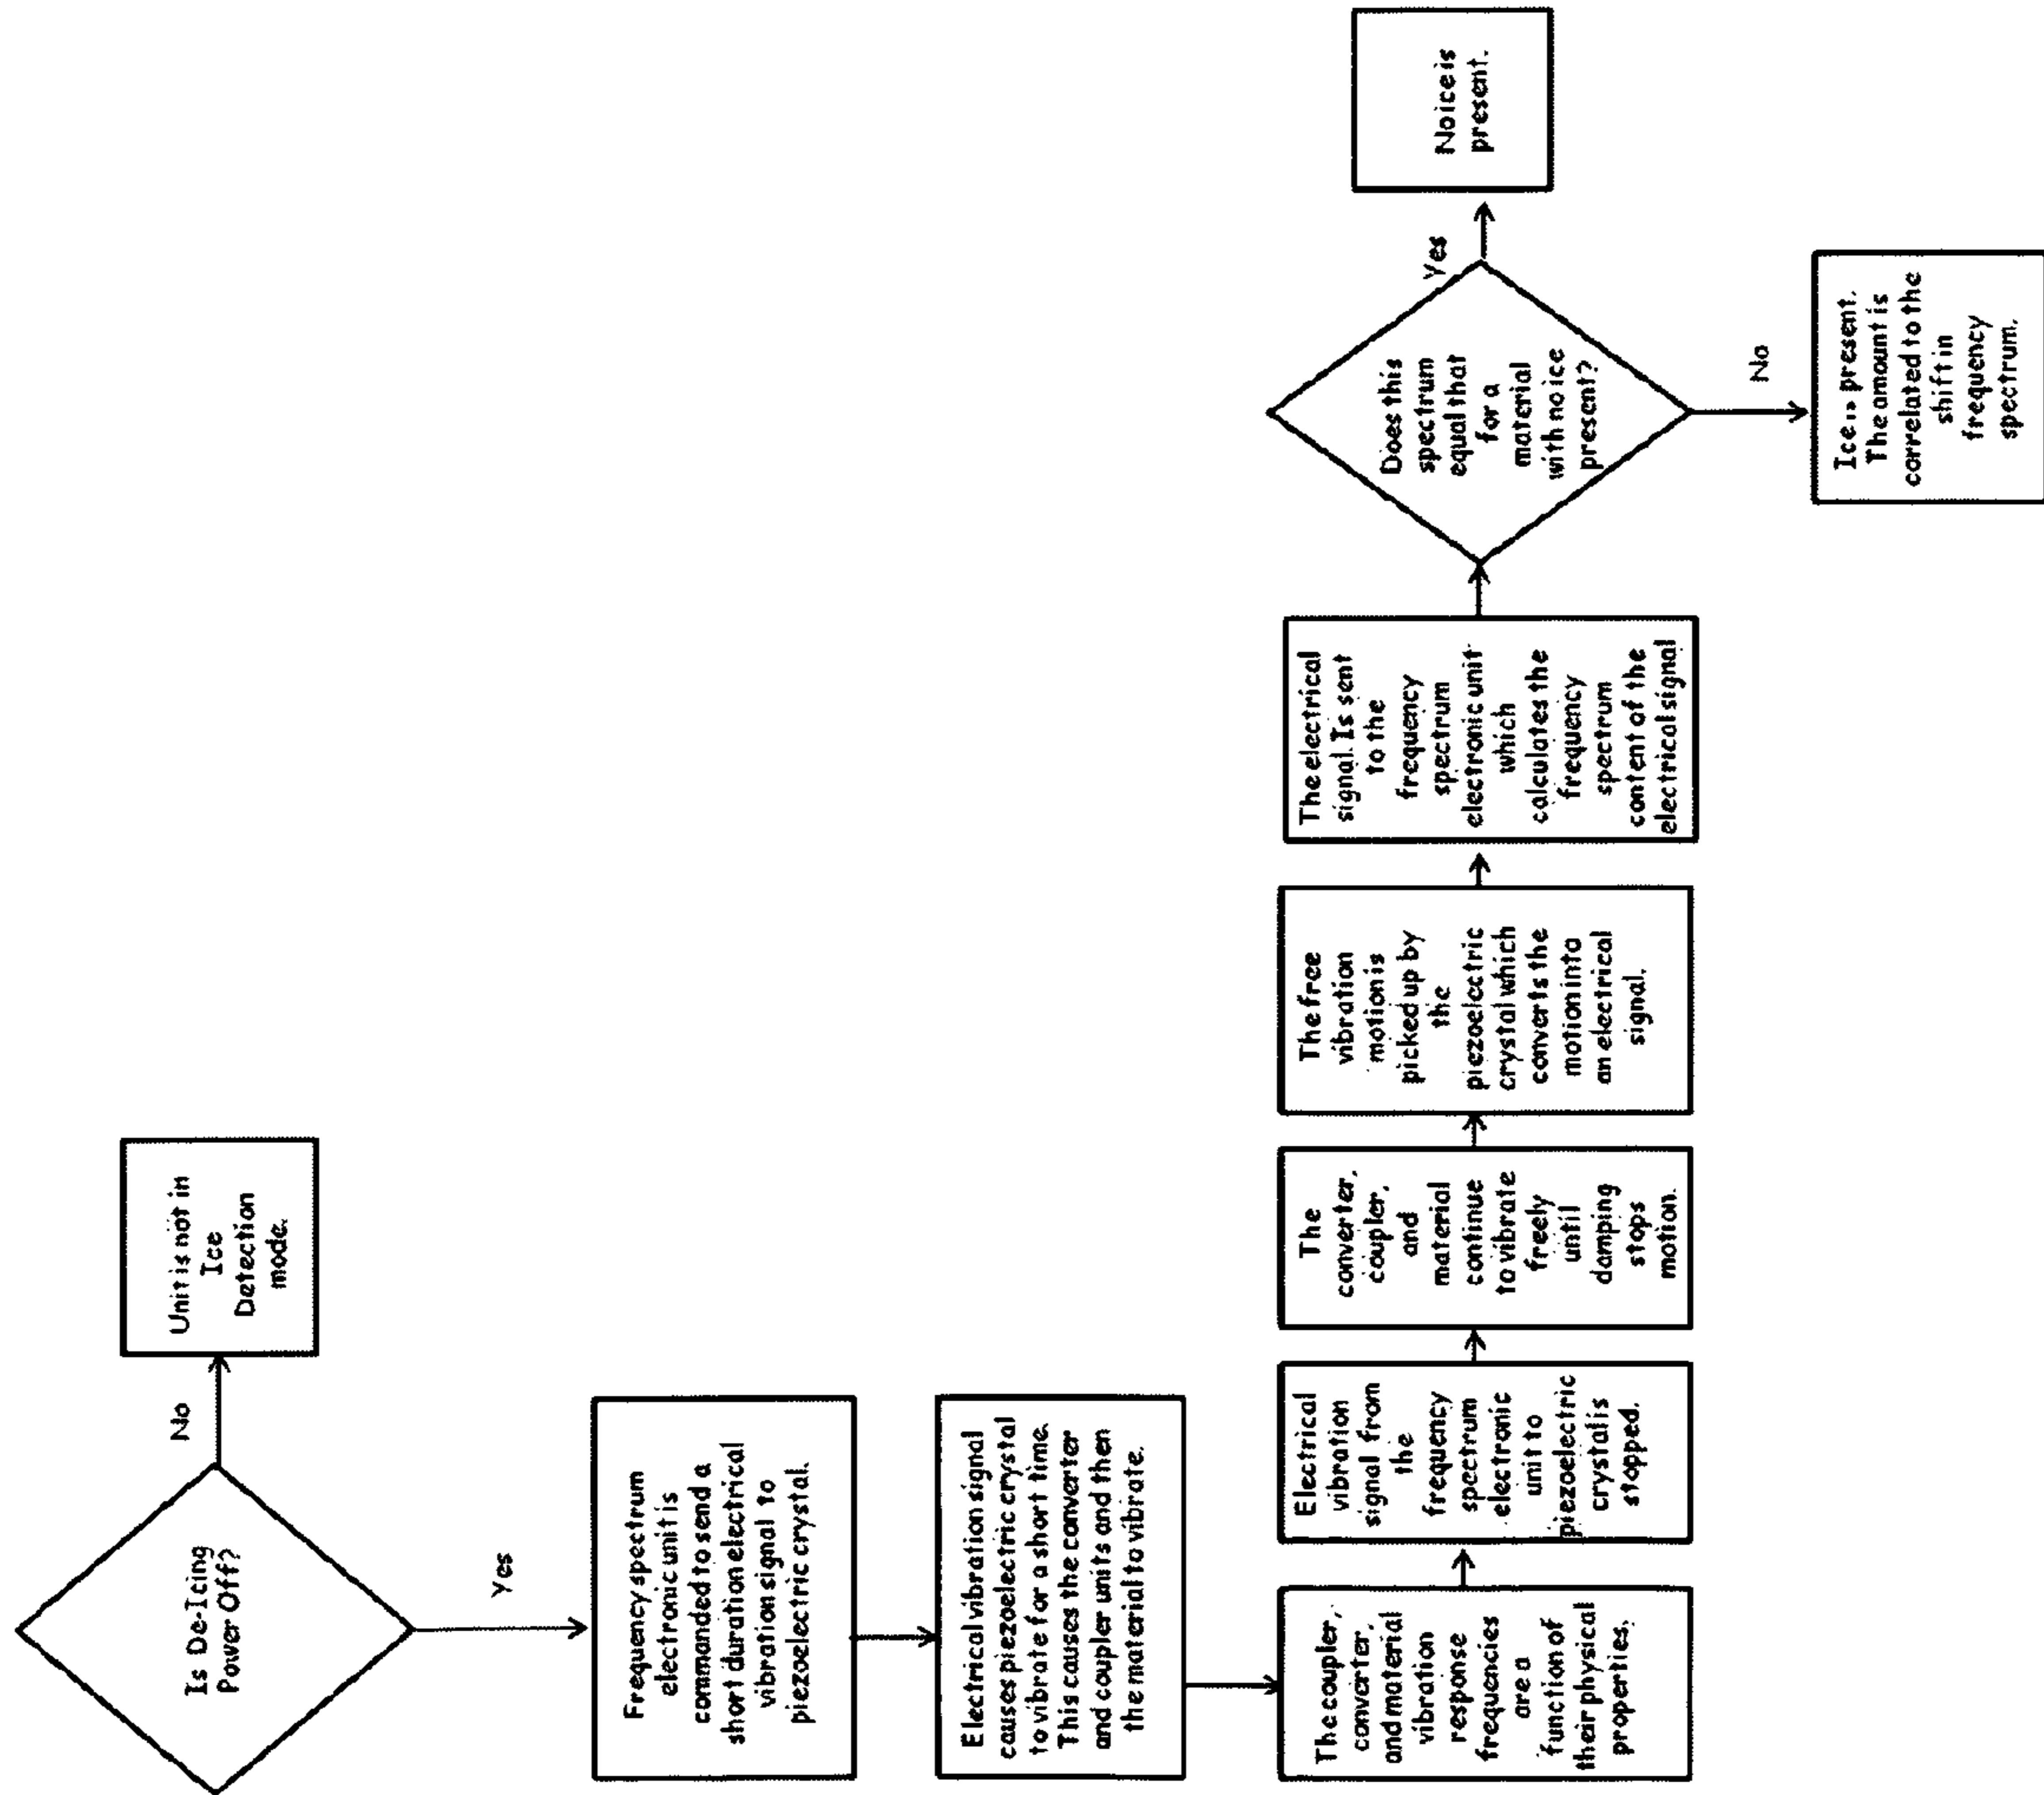 Is De-Icing
Power Off?
No
Unit is not in
Ice
Detection
mode.
Yes
Frequency spectrum
electronic unit is
commanded to send a
short duration electrical
vibration signal to
piezoelectric crystal.
Electrical vibration signal
causes piezoelectric crystal
to vibrate for a short time.
This causes the converter
and coupler units and then
the material to vibrate.
The coupler,
converter,
and material
vibration
response
frequencies
are a
function of
their physical
properties.
Electrical
vibration
signal from
the
frequency
spectrum
electronic
unit to
piezoelectric
crystal is
stopped.
The
converter,
coupler,
and
material
continue
to vibrate
freely
until
damping
stops
motion.
The free
vibration
motion is
picked up by
the
piezoelectric
crystal which
converts the
motion into
an electrical
signal.
The electrical
signal. Is sent
to the
frequency
spectrum
electronic unit
which
calculates the
frequency
spectrum
content of the
electrical signal
Does this
spectrum
equal that
for a
material
with no ice
present?
Yes
No ice is
present.
No
Ice is present.
The amount is
correlated to the
shift in
frequency
spectrum.